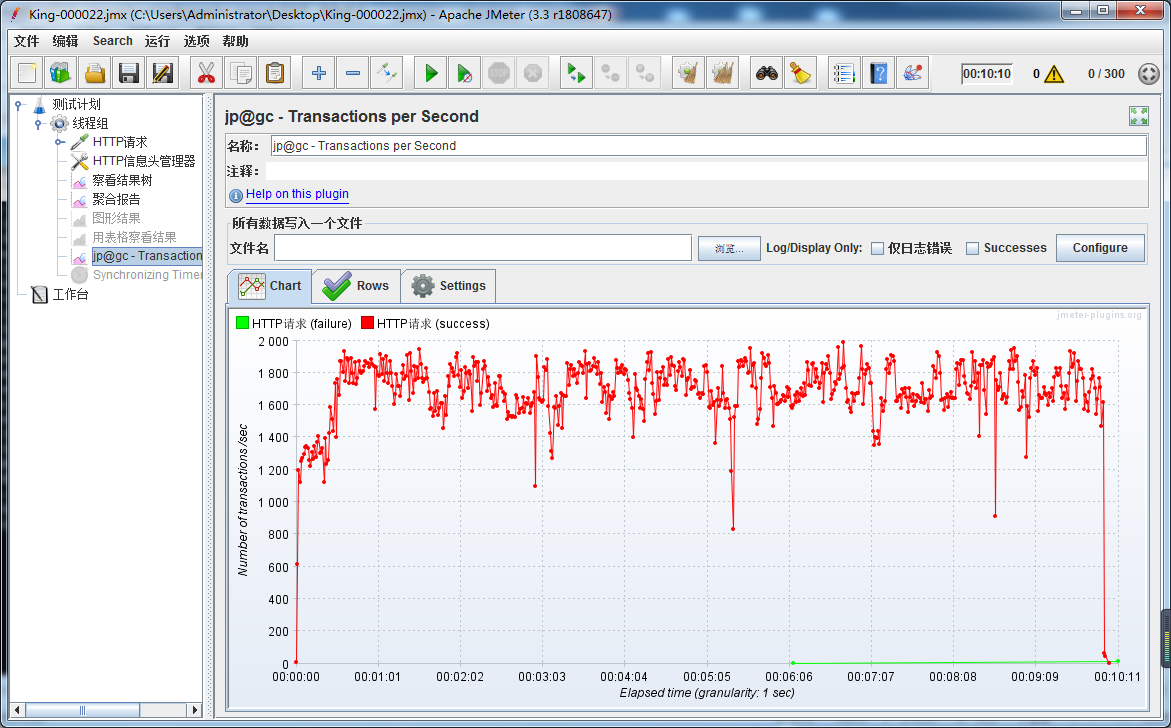 King-000022.jmx (C:\Users\Administrator\Desktop\King-000022.jmx) - Apache JMeter (3.3 r1808647)
文件 编辑 Search 运行 选项 帮助
STOP
00:10:10 0 0 / 300
测试计划
线程组
HTTP请求
HTTP信息头管理器
察看结果树
聚合报告
图形结果
用表格察看结果
jp@gc - Transaction
Synchronizing Timer
工作台
jp@gc - Transactions per Second
名称： jp@gc - Transactions per Second
注释：
Help on this plugin
所有数据写入一个文件
文件名 浏览... Log/Display Only: 仅日志错误 Successes Configure
Chart Rows Settings
jmeter-plugins.org
HTTP请求 (failure) HTTP请求 (success)
2 000
1 800
1 600
1 400
1 200
1 000
800
600
400
200
0
Number of transactions /sec
00:00:00 00:01:01 00:02:02 00:03:03 00:04:04 00:05:05 00:06:06 00:07:07 00:08:08 00:09:09 00:10:11
Elapsed time (granularity: 1 sec)